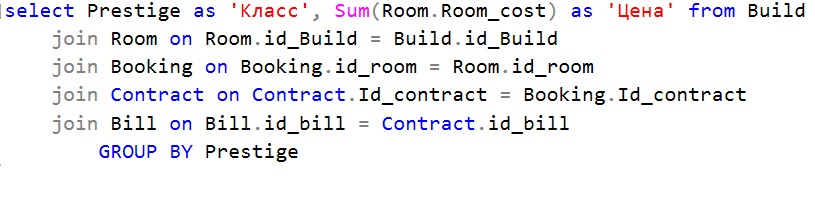 select Prestige as 'Класс', Sum(Room.Room_cost) as 'Цена' from Build
join Room on Room.id_Build = Build.id_Build
join Booking on Booking.id_room = Room.id_room
join Contract on Contract.Id_contract = Booking.Id_contract
join Bill on Bill.id_bill = Contract.id_bill
GROUP BY Prestige